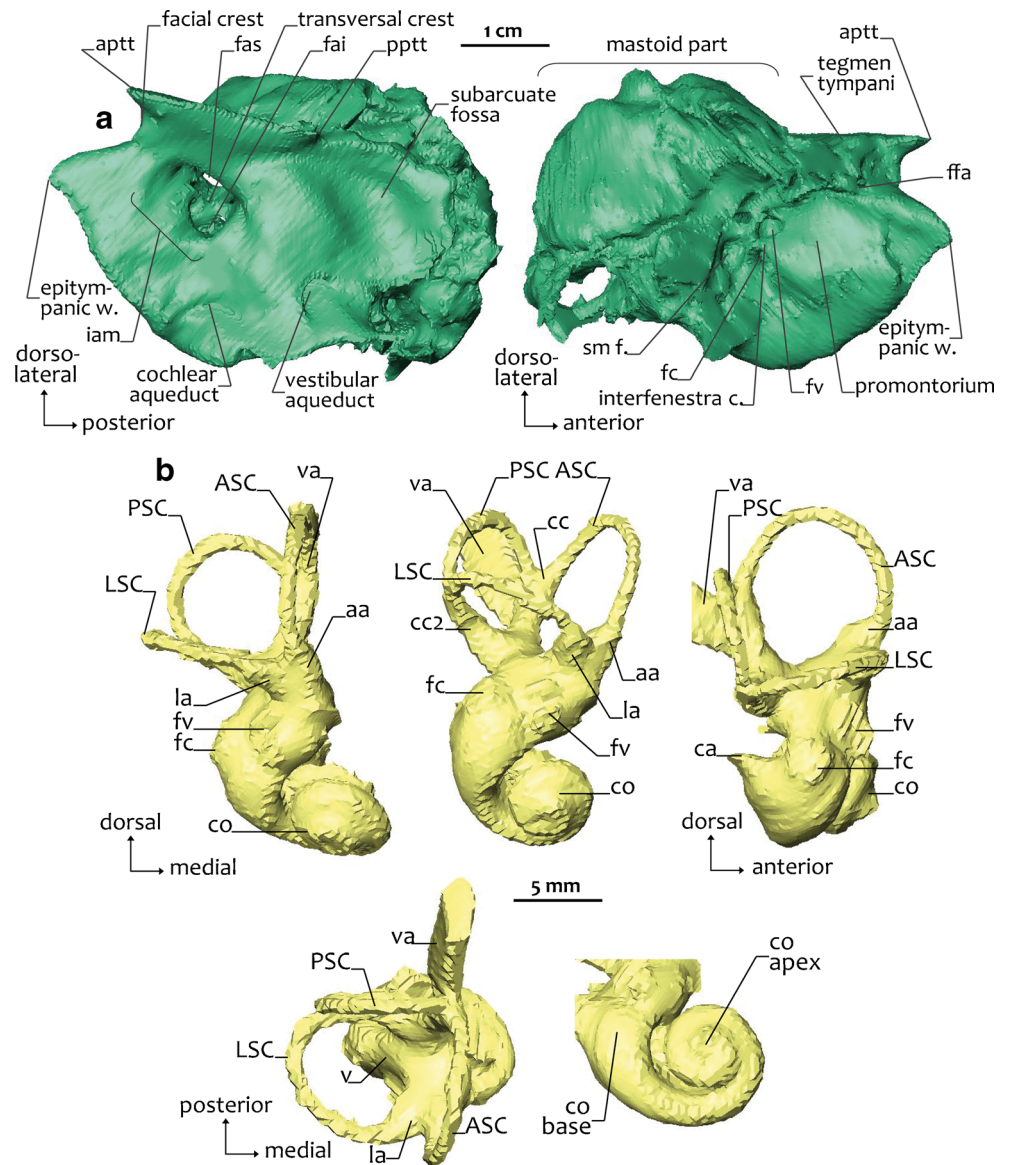 facial crest
transversal crest
1 cm
mastoid part
aptt
aptt
fas
fai
pptt
tegmen
tympani
subarcuate
fossa
a
ffa
epitym-
panic w.
iam
cochlear
aqueduct
vestibular
aqueduct
dorso-
lateral
posterior
sm f.
fc
interfenestra c.
fv
promontorium
epitym-
panic w.
dorso-
lateral
anterior
b
va
ASC
PSC
LSC
aa
la
fv
fc
co
dorsal
medial
PSC
ASC
va
cc
LSC
cc2
fc
aa
la
fv
co
va
PSC
ASC
aa
LSC
fv
ca
fc
co
dorsal
anterior
5 mm
va
PSC
LSC
v
la
ASC
posterior
medial
co
apex
co
base